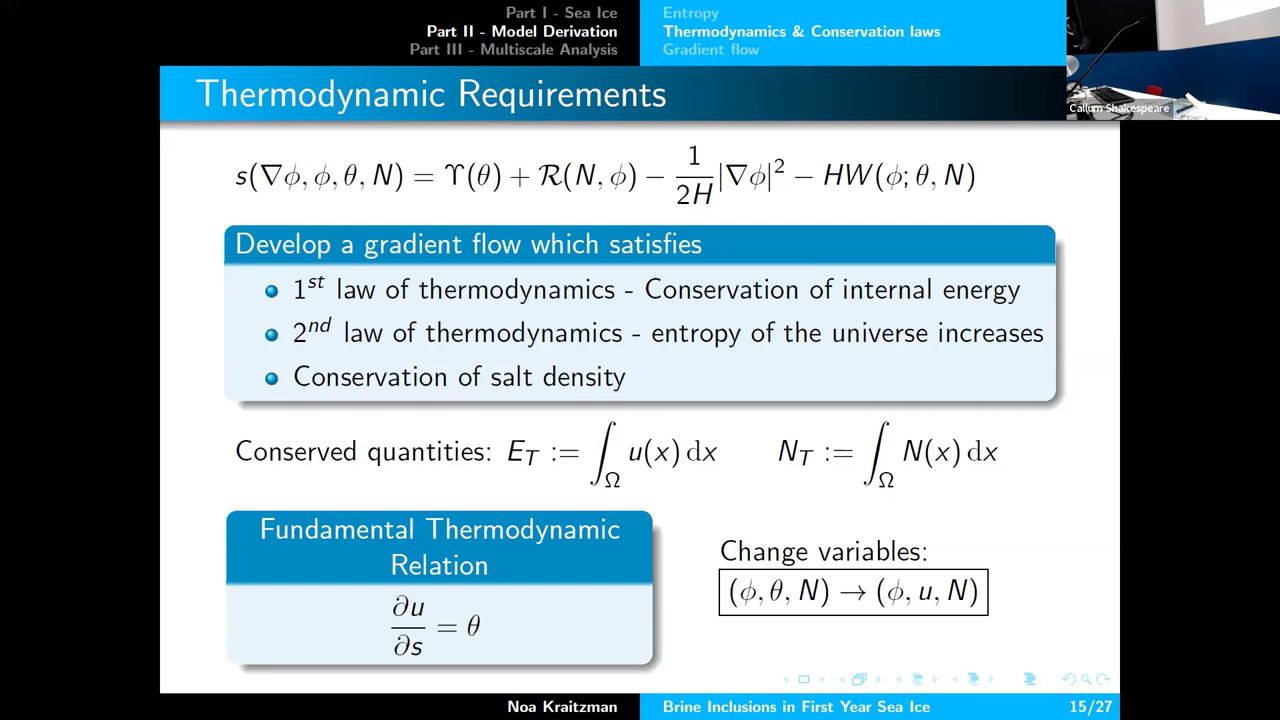 Part I - Sea Ice
Part II - Model Derivation
Part III - Multiscale Analysis
Entropy
Thermodynamics & Conservation laws
Gradient flow
Callum Shakespeare
Thermodynamic Requirements
s(∇ϕ, ϕ, θ, N) = ϒ(θ) + ℛ(N, ϕ) − 1/2H |∇ϕ|² − HW(ϕ; θ, N)
Develop a gradient flow which satisfies
1st law of thermodynamics - Conservation of internal energy
2nd law of thermodynamics - entropy of the universe increases
Conservation of salt density
Conserved quantities: E_T := ∫_Ω u(x) dx N_T := ∫_Ω N(x) dx
Fundamental Thermodynamic
Relation
∂u/∂s = θ
Change variables:
(ϕ, θ, N) → (ϕ, u, N)
Noa Kraitzman
Brine Inclusions in First Year Sea Ice
15/27